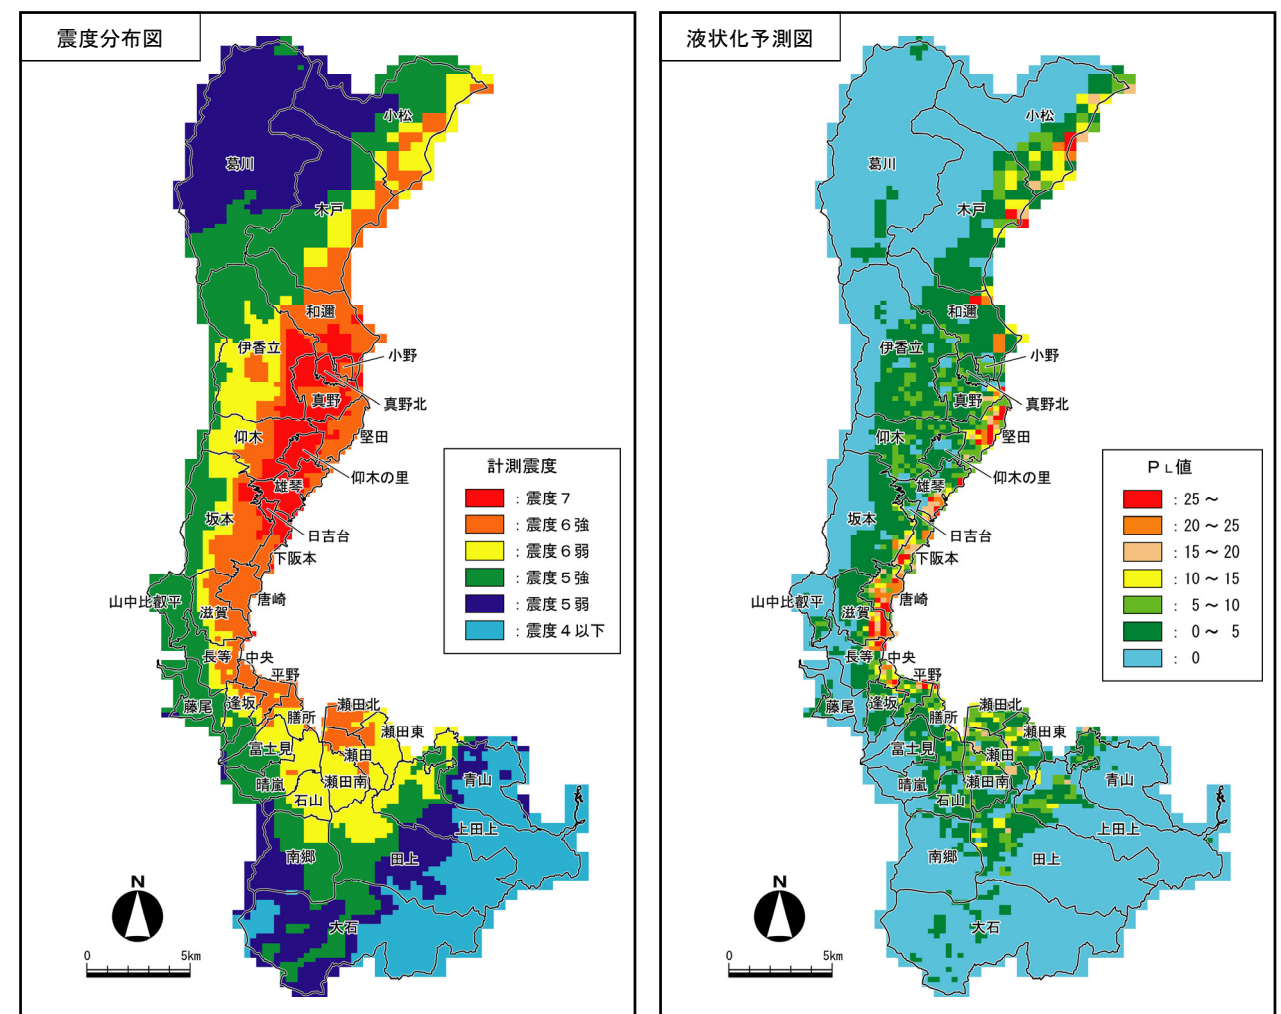 震度分布図
小松
葛川
木戸
和邇
伊香立
小野
真野
真野北
仰木
堅田
仰木の里
雄琴
坂本
日吉台
下阪本
山中比叡平
唐崎
滋賀
長等
中央
平野
藤尾
逢坂
膳所
瀬田北
瀬田東
富士見
瀬田
晴嵐
瀬田南
青山
石山
上田上
南郷
田上
大石
計測震度
：震度７
：震度６強
：震度６弱
：震度５強
：震度５弱
：震度４以下
N
0 5km
液状化予測図
小松
葛川
木戸
和邇
伊香立
小野
真野
真野北
仰木
堅田
仰木の里
雄琴
坂本
日吉台
下阪本
山中比叡平
唐崎
滋賀
長等
中央
平野
藤尾
逢坂
膳所
瀬田北
瀬田東
富士見
瀬田
晴嵐
瀬田南
青山
石山
上田上
南郷
田上
大石
ＰL値
：25～
：20～25
：15～20
：10～15
：5～10
：0～ 5
：0
N
0 5km